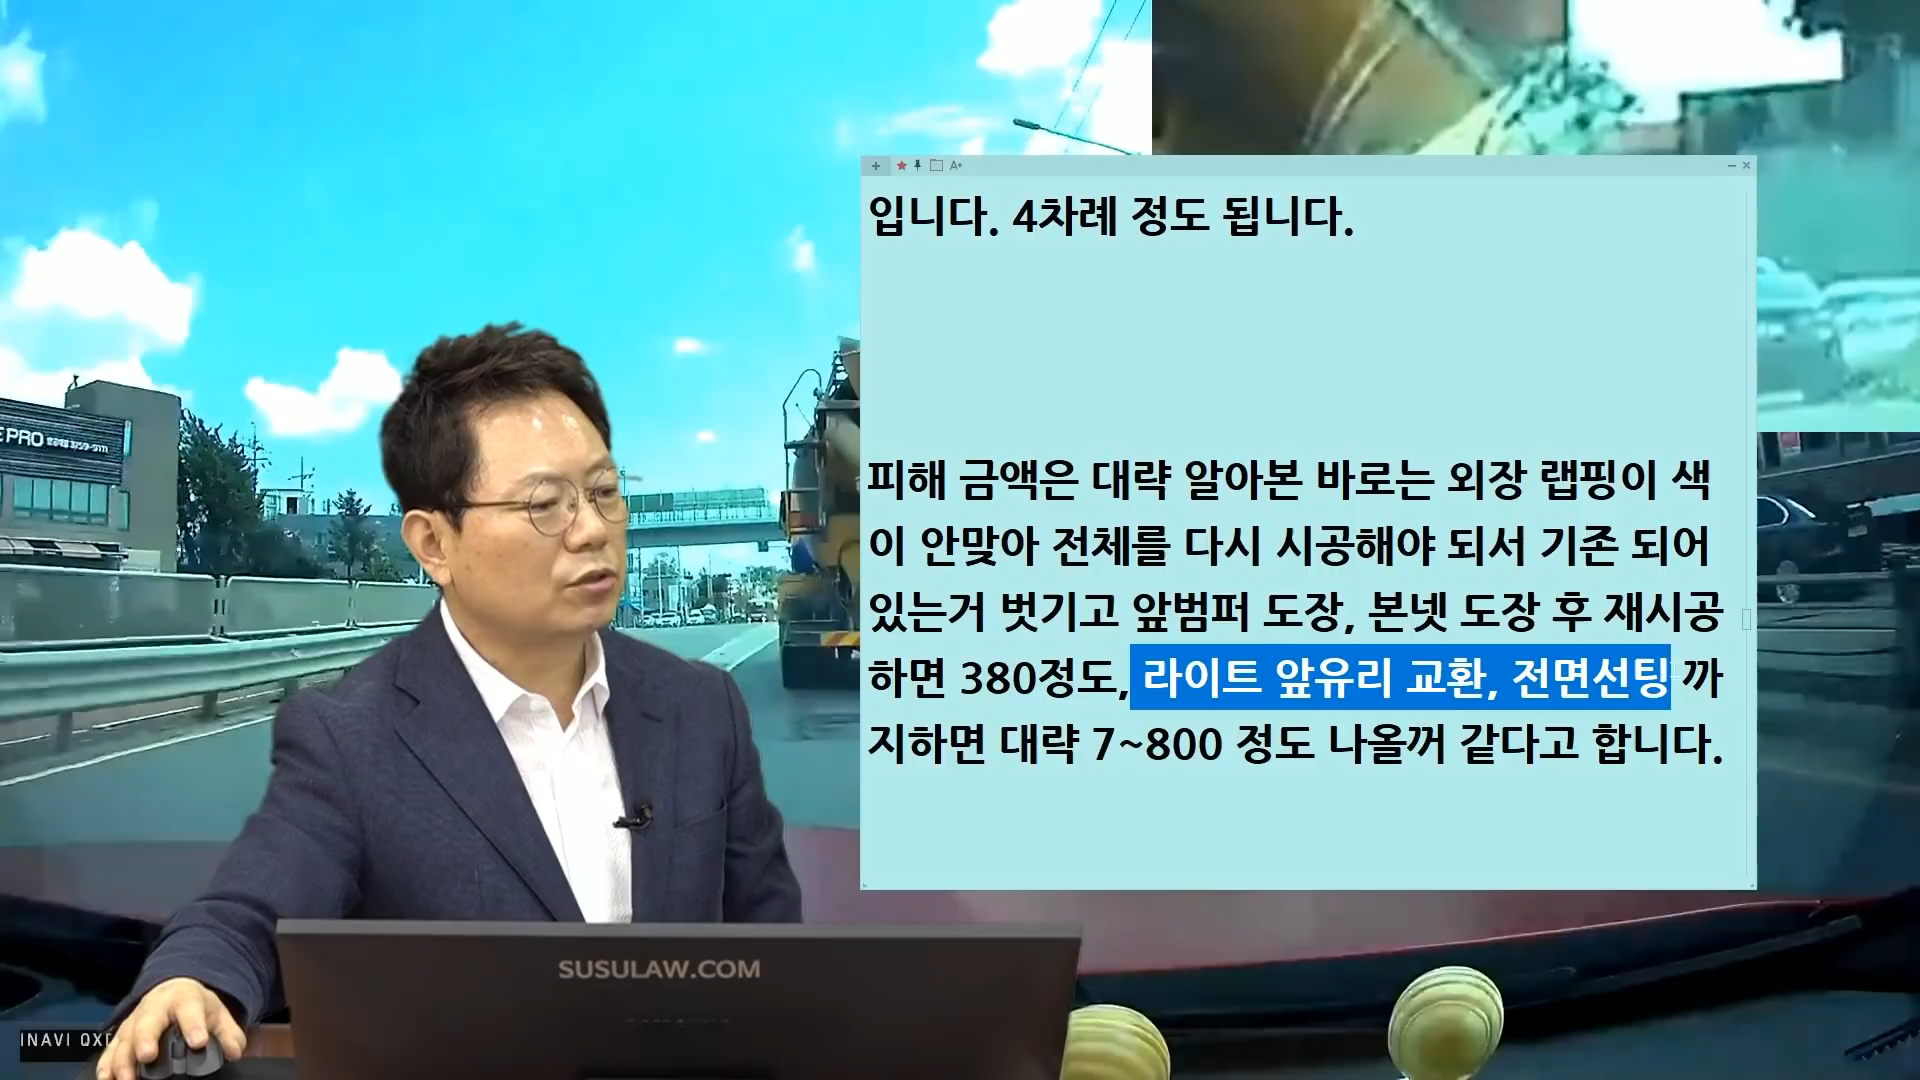 입니다. 4차례 정도 됩니다.
피해 금액은 대략 알아본 바로는 외장 랩핑이 색
이 안맞아 전체를 다시 시공해야 되서 기존 되어
있는거 벗기고 앞범퍼 도장, 본넷 도장 후 재시공
하면 380정도, 라이트 앞유리 교환, 전면선팅 까
지하면 대략 7~800 정도 나올꺼 같다고 합니다.
PRO
SUSULAW.COM
INAVI